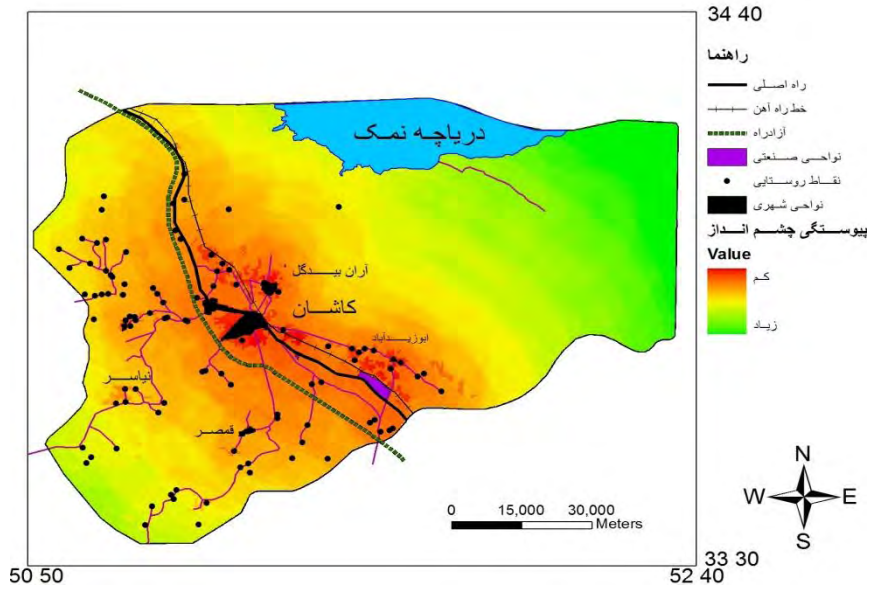 34 40
راهنما
راه اصلی
خط راه آهن
آزادراه
نواحی صنعتی
نقاط روستایی
نواحی شهری
پیوستگی چشم انداز
Value
کم
زیاد
دریاچه نمک
آران بیدگل
کاشان
ابوزیدآباد
نیاسر
قمصر
N
W E
S
0 15,000 30,000
Meters
33 30
50 50
52 40